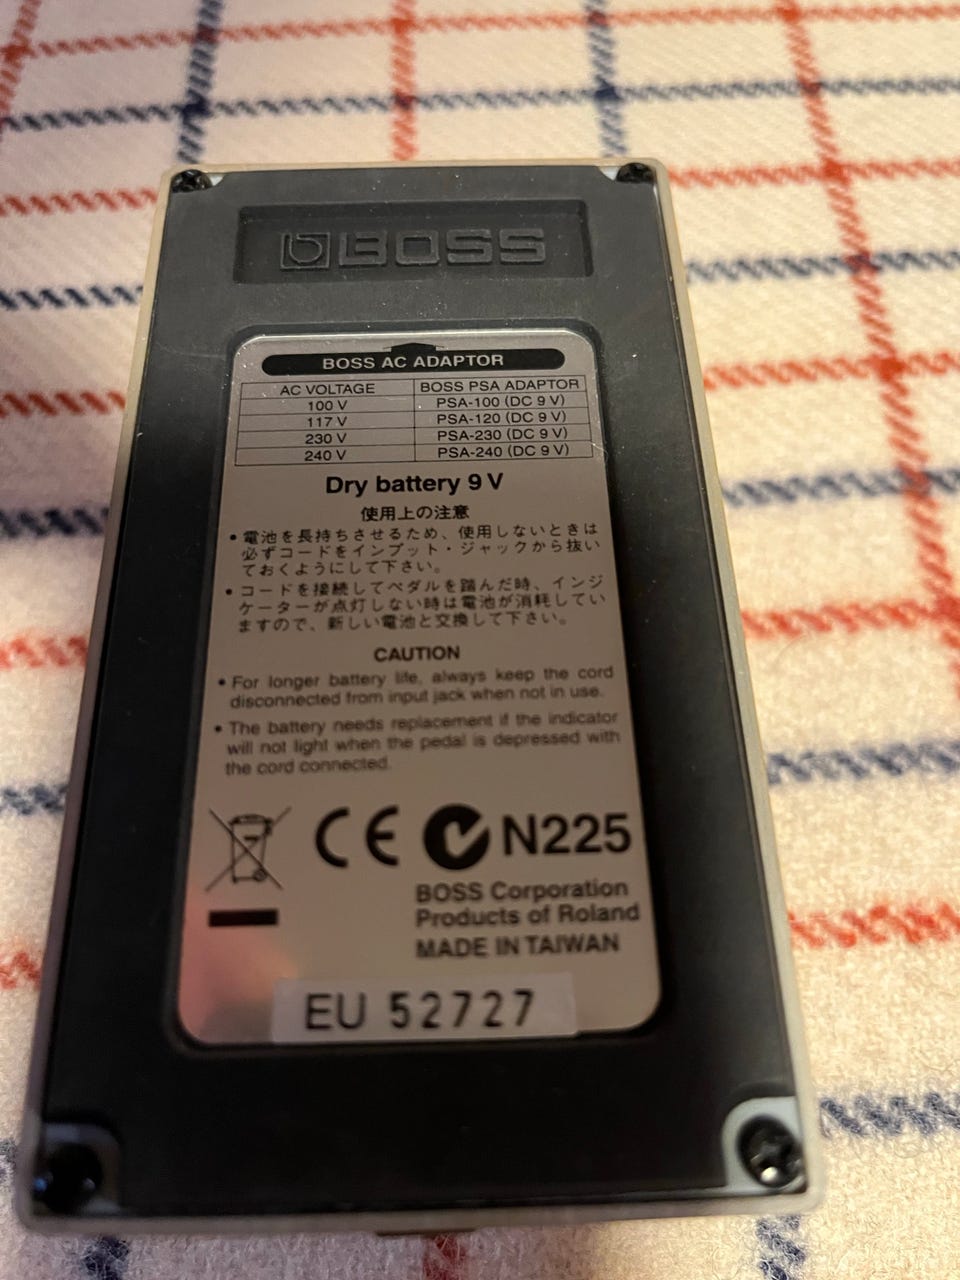 BOSS
BOSS AC ADAPTOR
AC VOLTAGE BOSS PSA ADAPTOR
100 V PSA-100 (DC 9 V)
117 V PSA-120 (DC 9 V)
230 V PSA-230 (DC 9 V)
240 V PSA-240 (DC 9 V)
Dry battery 9 V
使用上の注意
• 電池を長持ちさせるため、使用しないときは
必ずコードをインプット・ジャックから抜い
ておくようにして下さい。
• コードを接続してペダルを踏んだ時、インジ
ケーターが点灯しない時は電池が消耗してい
ますので、新しい電池と交換して下さい。
CAUTION
• For longer battery life, always keep the cord
disconnected from input jack when not in use.
• The battery needs replacement if the indicator
will not light when the pedal is depressed with
the cord connected.
CE N225
BOSS Corporation
Products of Roland
MADE IN TAIWAN
EU 52727